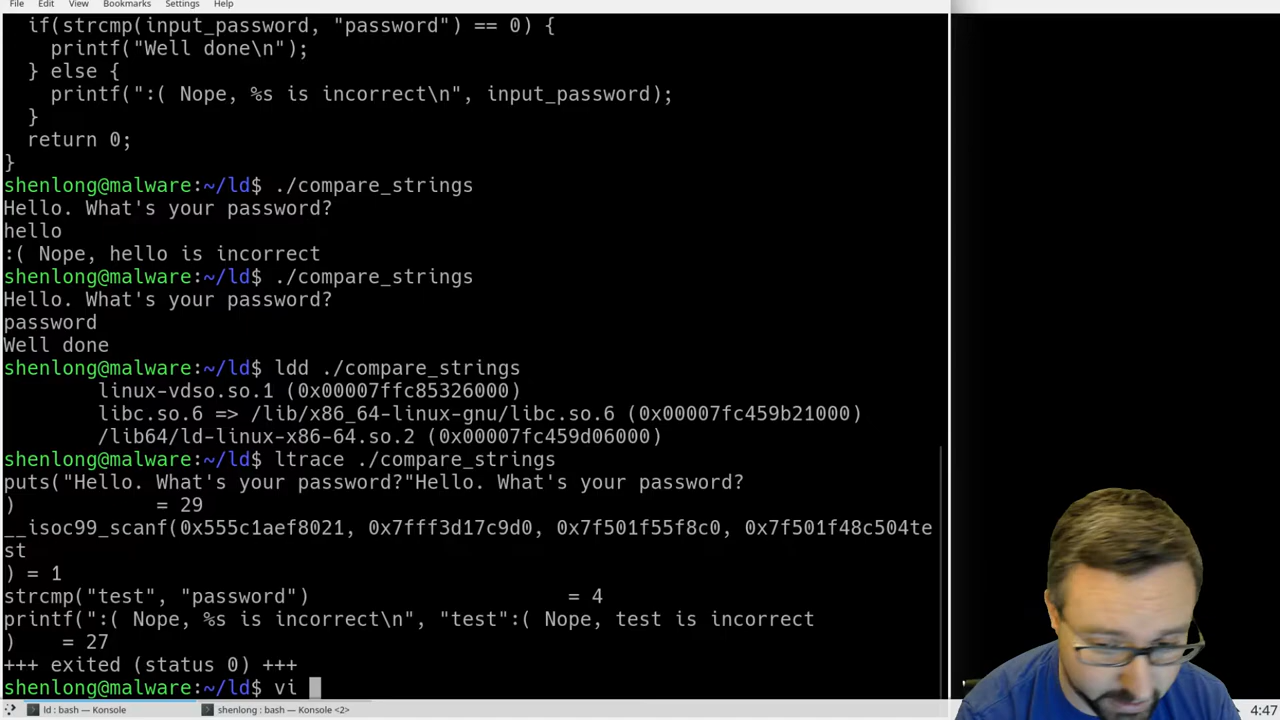 File Edit View Bookmarks Settings Help
if(strcmp(input_password, "password") == 0) {
printf("Well done\n");
} else {
printf(":( Nope, %s is incorrect\n", input_password);
}
return 0;
}
shenlong@malware:~/ld$ ./compare_strings
Hello. What's your password?
hello
:( Nope, hello is incorrect
shenlong@malware:~/ld$ ./compare_strings
Hello. What's your password?
password
Well done
shenlong@malware:~/ld$ ldd ./compare_strings
linux-vdso.so.1 (0x00007ffc85326000)
libc.so.6 => /lib/x86_64-linux-gnu/libc.so.6 (0x00007fc459b21000)
/lib64/ld-linux-x86-64.so.2 (0x00007fc459d06000)
shenlong@malware:~/ld$ ltrace ./compare_strings
puts("Hello. What's your password?"Hello. What's your password?
) = 29
__isoc99_scanf(0x555c1aef8021, 0x7fff3d17c9d0, 0x7f501f55f8c0, 0x7f501f48c504te
st
) = 1
strcmp("test", "password") = 4
printf(":( Nope, %s is incorrect\n", "test":( Nope, test is incorrect
) = 27
+++ exited (status 0) +++
shenlong@malware:~/ld$ vi
ld : bash — Konsole
shenlong : bash — Konsole <2>
4:47